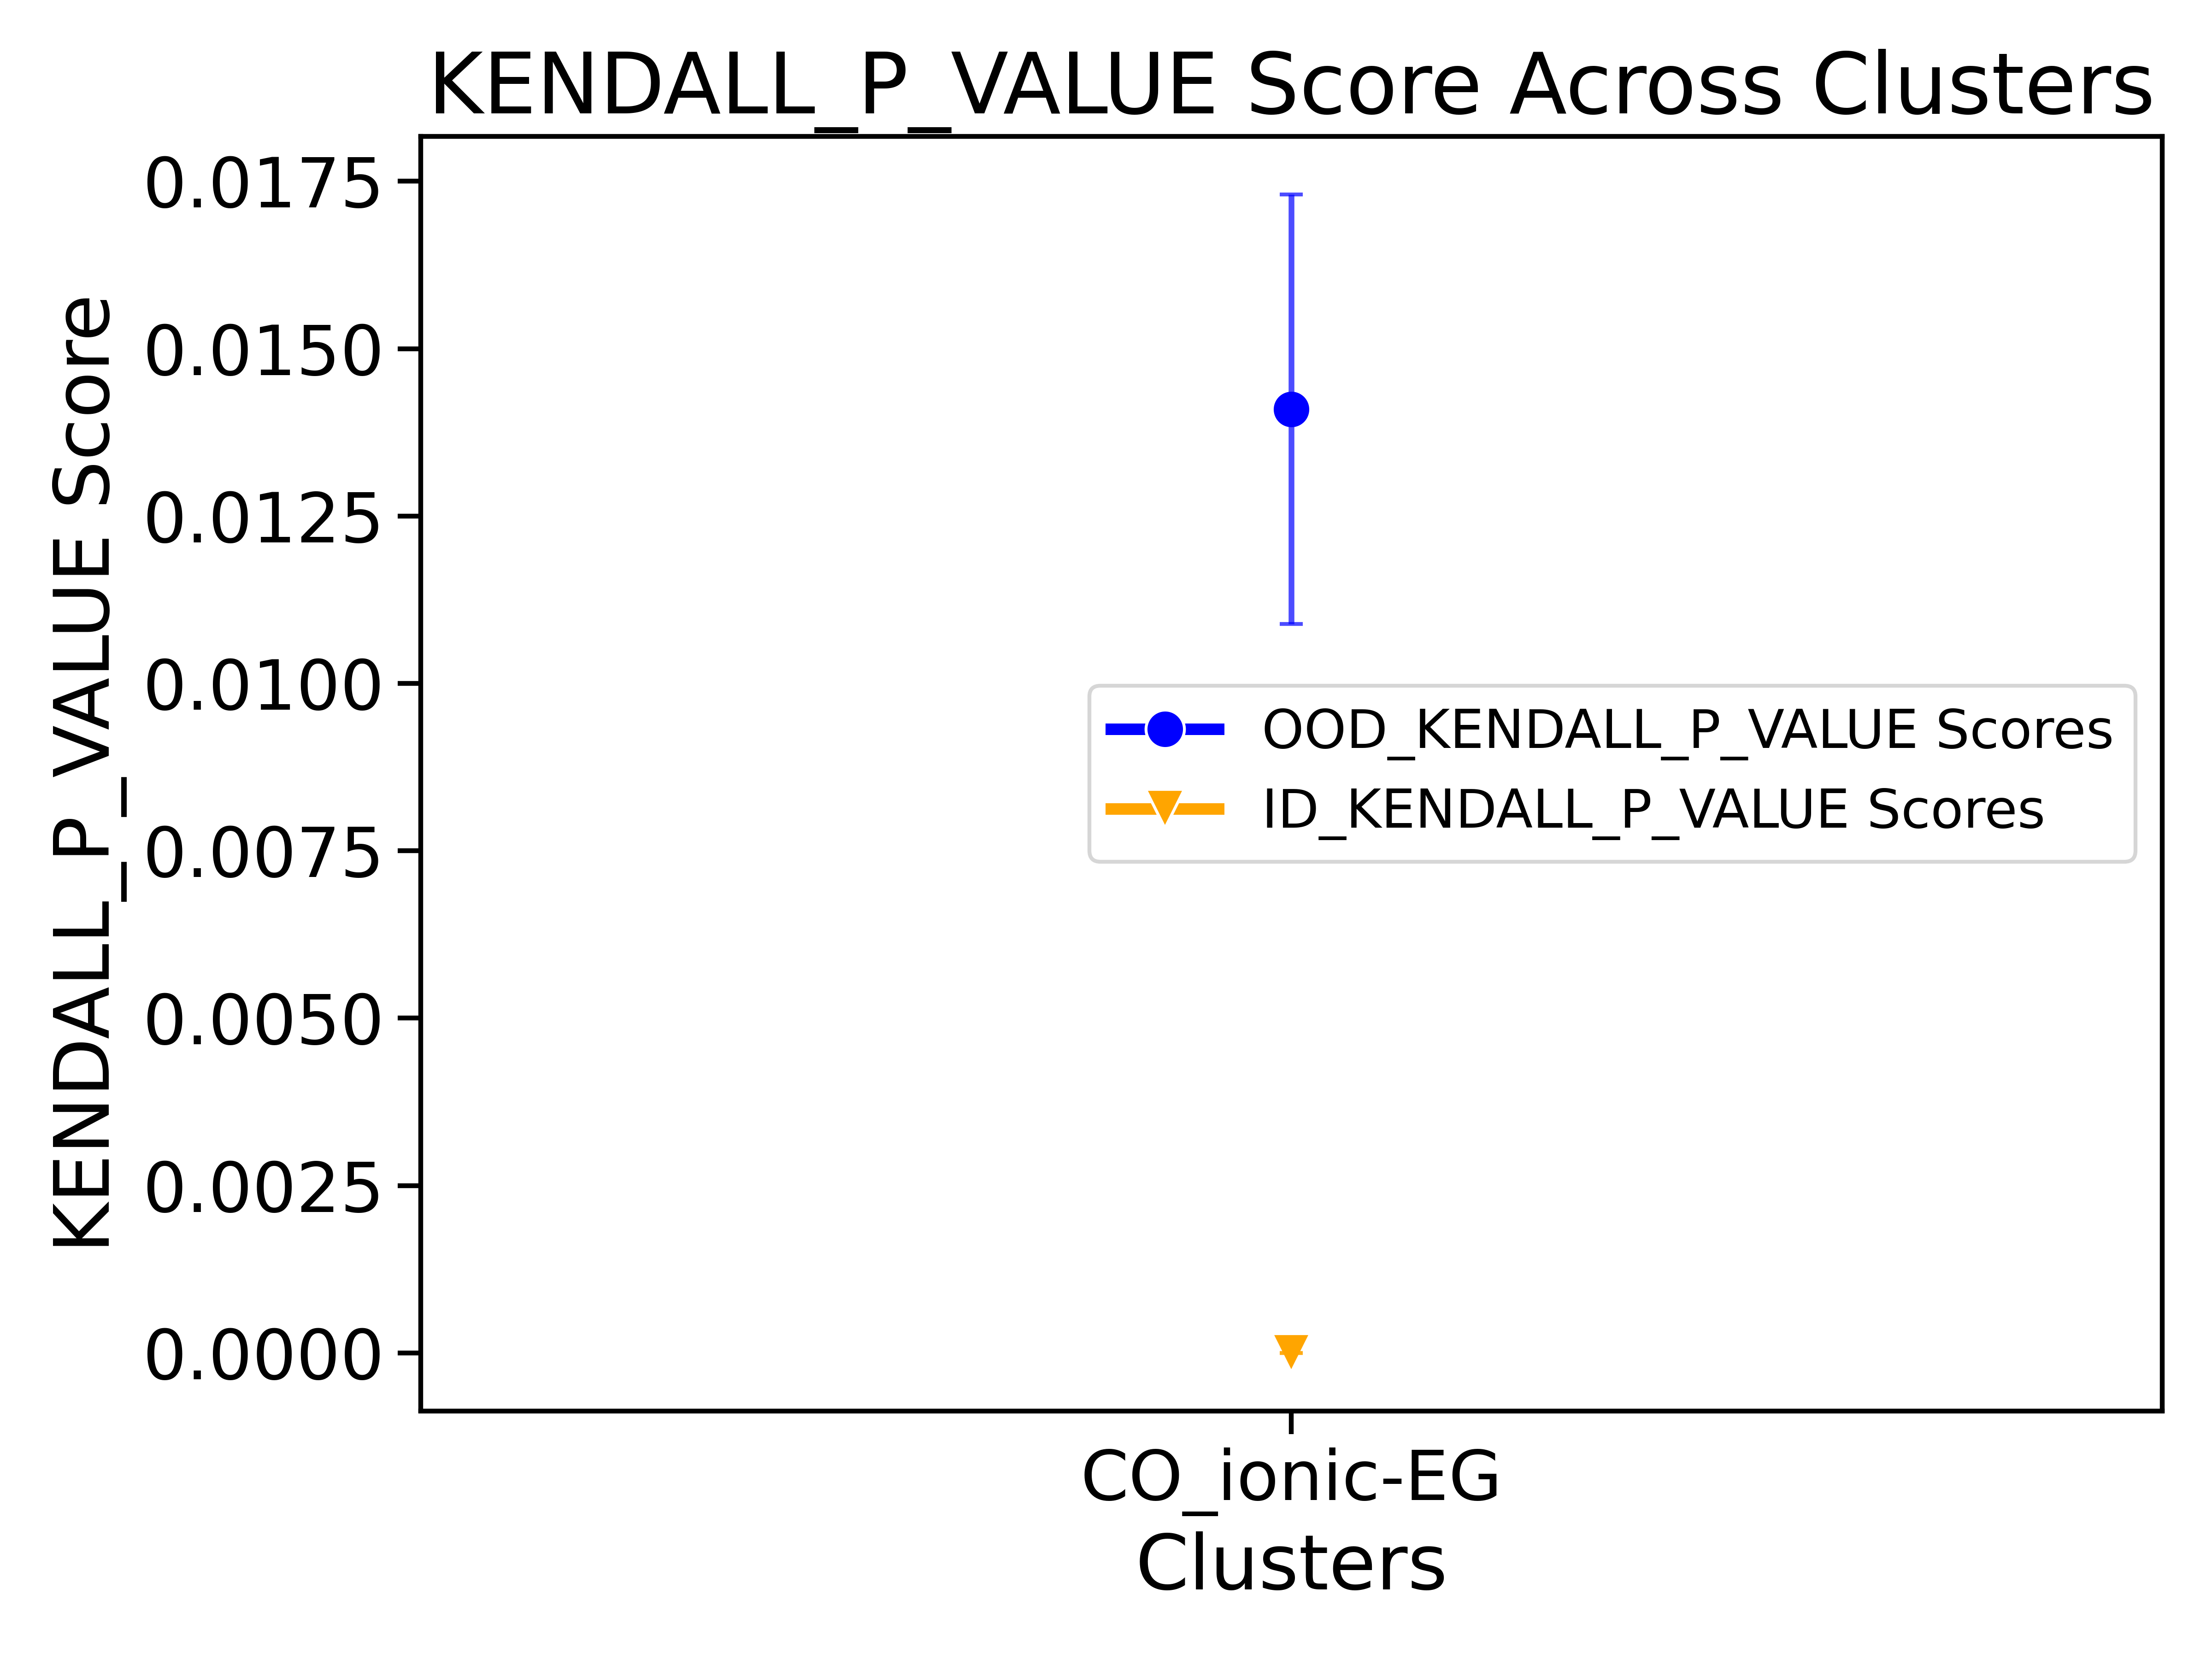 KENDALL_P_VALUE Score Across Clusters
KENDALL_P_VALUE Score
0.0175
0.0150
0.0125
0.0100
0.0075
0.0050
0.0025
0.0000
OOD_KENDALL_P_VALUE Scores
ID_KENDALL_P_VALUE Scores
CO_ionic-EG
Clusters